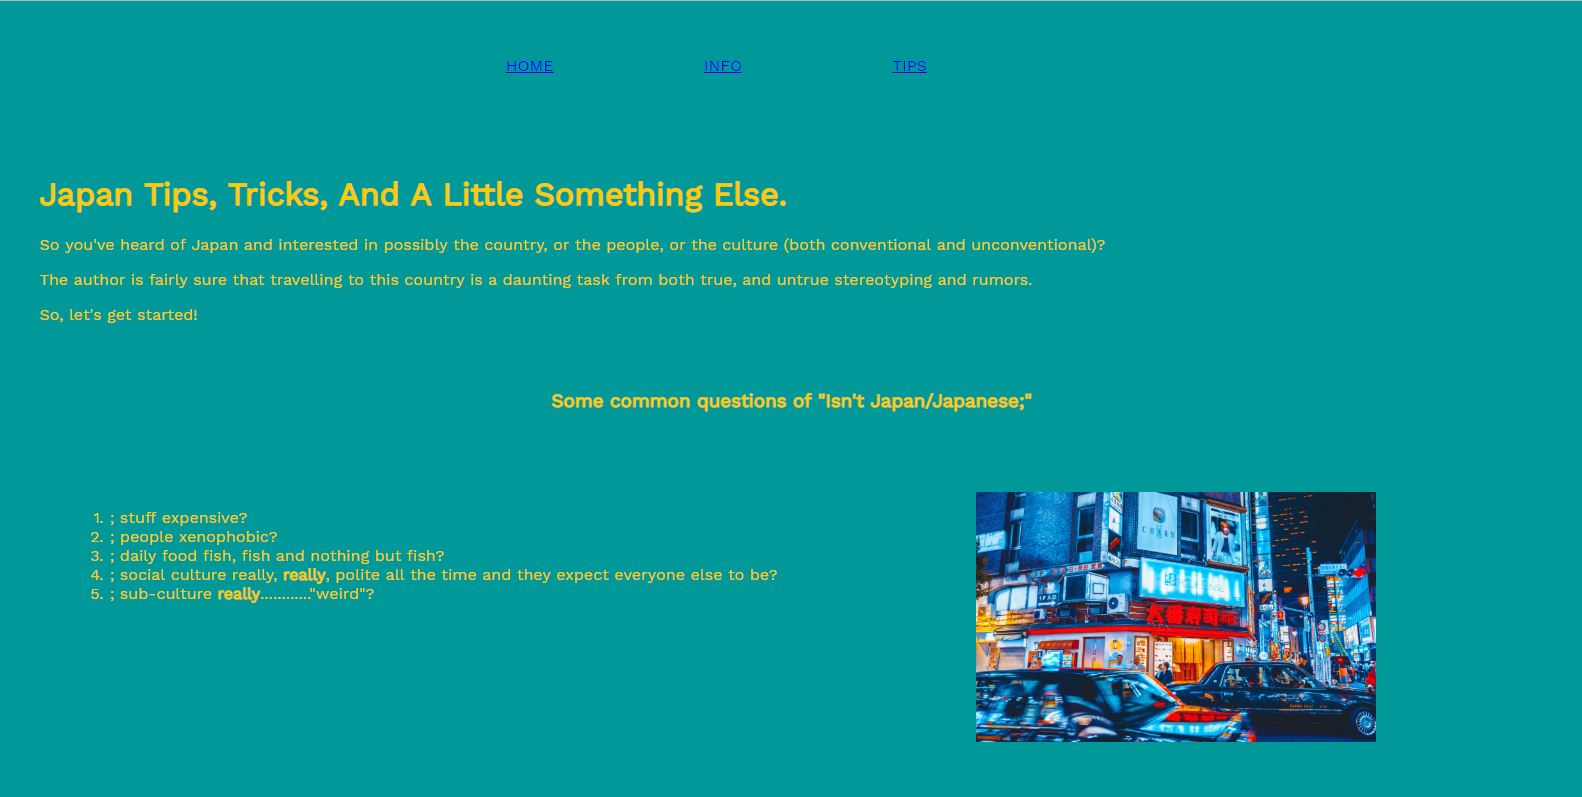 HOME INFO TIPS
Japan Tips, Tricks, And A Little Something Else.
So you've heard of Japan and interested in possibly the country, or the people, or the culture (both conventional and unconventional)?
The author is fairly sure that travelling to this country is a daunting task from both true, and untrue stereotyping and rumors.
So, let's get started!
Some common questions of "Isn't Japan/Japanese;"
1. ; stuff expensive?
2. ; people xenophobic?
3. ; daily food fish, fish and nothing but fish?
4. ; social culture really, really, polite all the time and they expect everyone else to be?
5. ; sub-culture really............"weird"?
CHARM
大番寿司